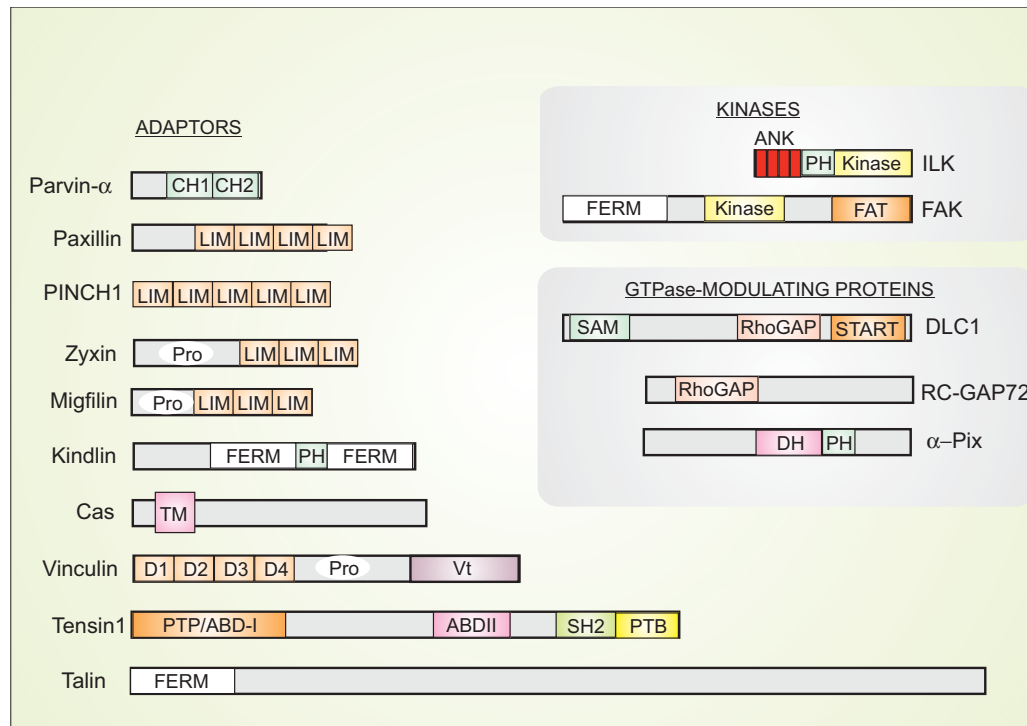 ADAPTORS
Parvin-α CH1 CH2
Paxillin LIM LIM LIM LIM
PINCH1 LIM LIM LIM LIM LIM
Zyxin Pro LIM LIM LIM
Migfilin Pro LIM LIM LIM
Kindlin FERM PH FERM
Cas TM
Vinculin D1 D2 D3 D4 Pro Vt
Tensin1 PTP/ABD-I ABDII SH2 PTB
Talin FERM
KINASES
ANK
PH Kinase ILK
FERM Kinase FAT FAK
GTPase-MODULATING PROTEINS
SAM RhoGAP START DLC1
RhoGAP RC-GAP72
DH PH α–Pix